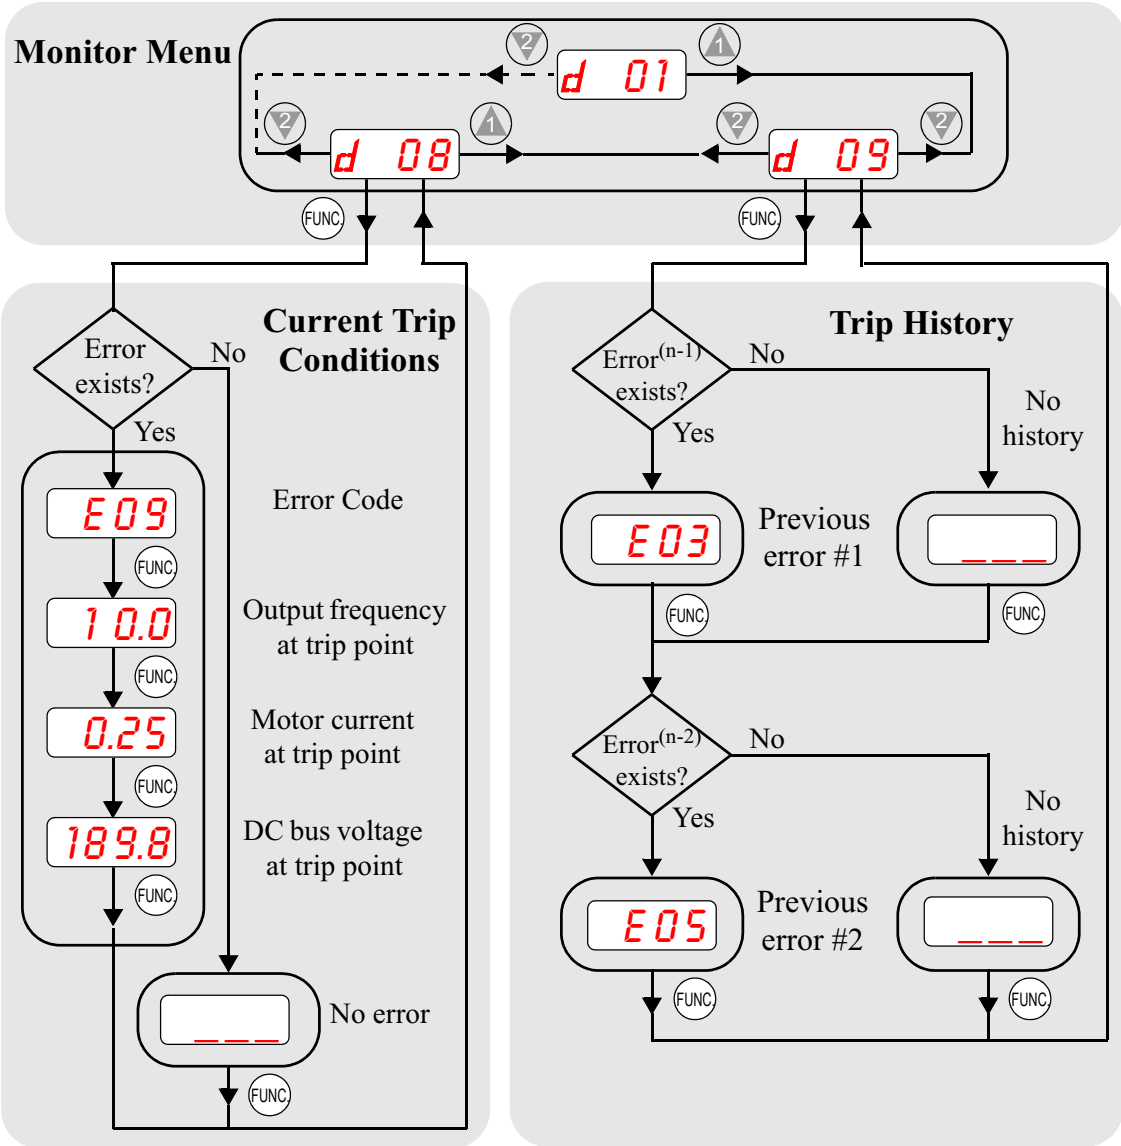 Monitor Menu
2
1
d 01
2
1
2
2
d 08
d 09
FUNC.
FUNC.
Current Trip
Conditions
Error
exists?
No
Yes
E09
Error Code
FUNC.
10.0
Output frequency
at trip point
FUNC.
0.25
Motor current
at trip point
FUNC.
189.8
DC bus voltage
at trip point
FUNC.
_ _ _
No error
FUNC.
Trip History
Error(n-1)
exists?
No
Yes
No
history
E03
Previous
error #1
_ _ _
FUNC.
FUNC.
Error(n-2)
exists?
No
Yes
No
history
E05
Previous
error #2
_ _ _
FUNC.
FUNC.